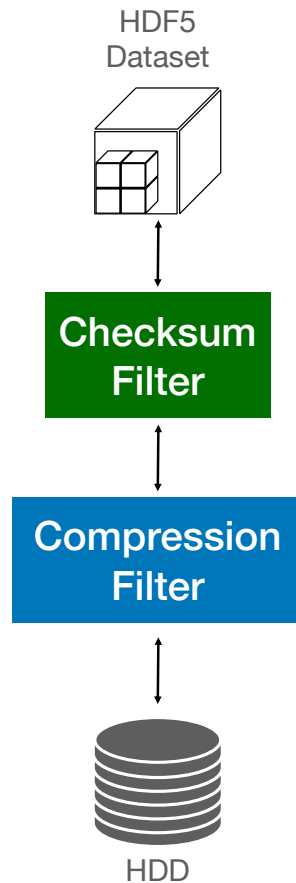 HDF5
Dataset
Checksum
Filter
Compression
Filter
HDD